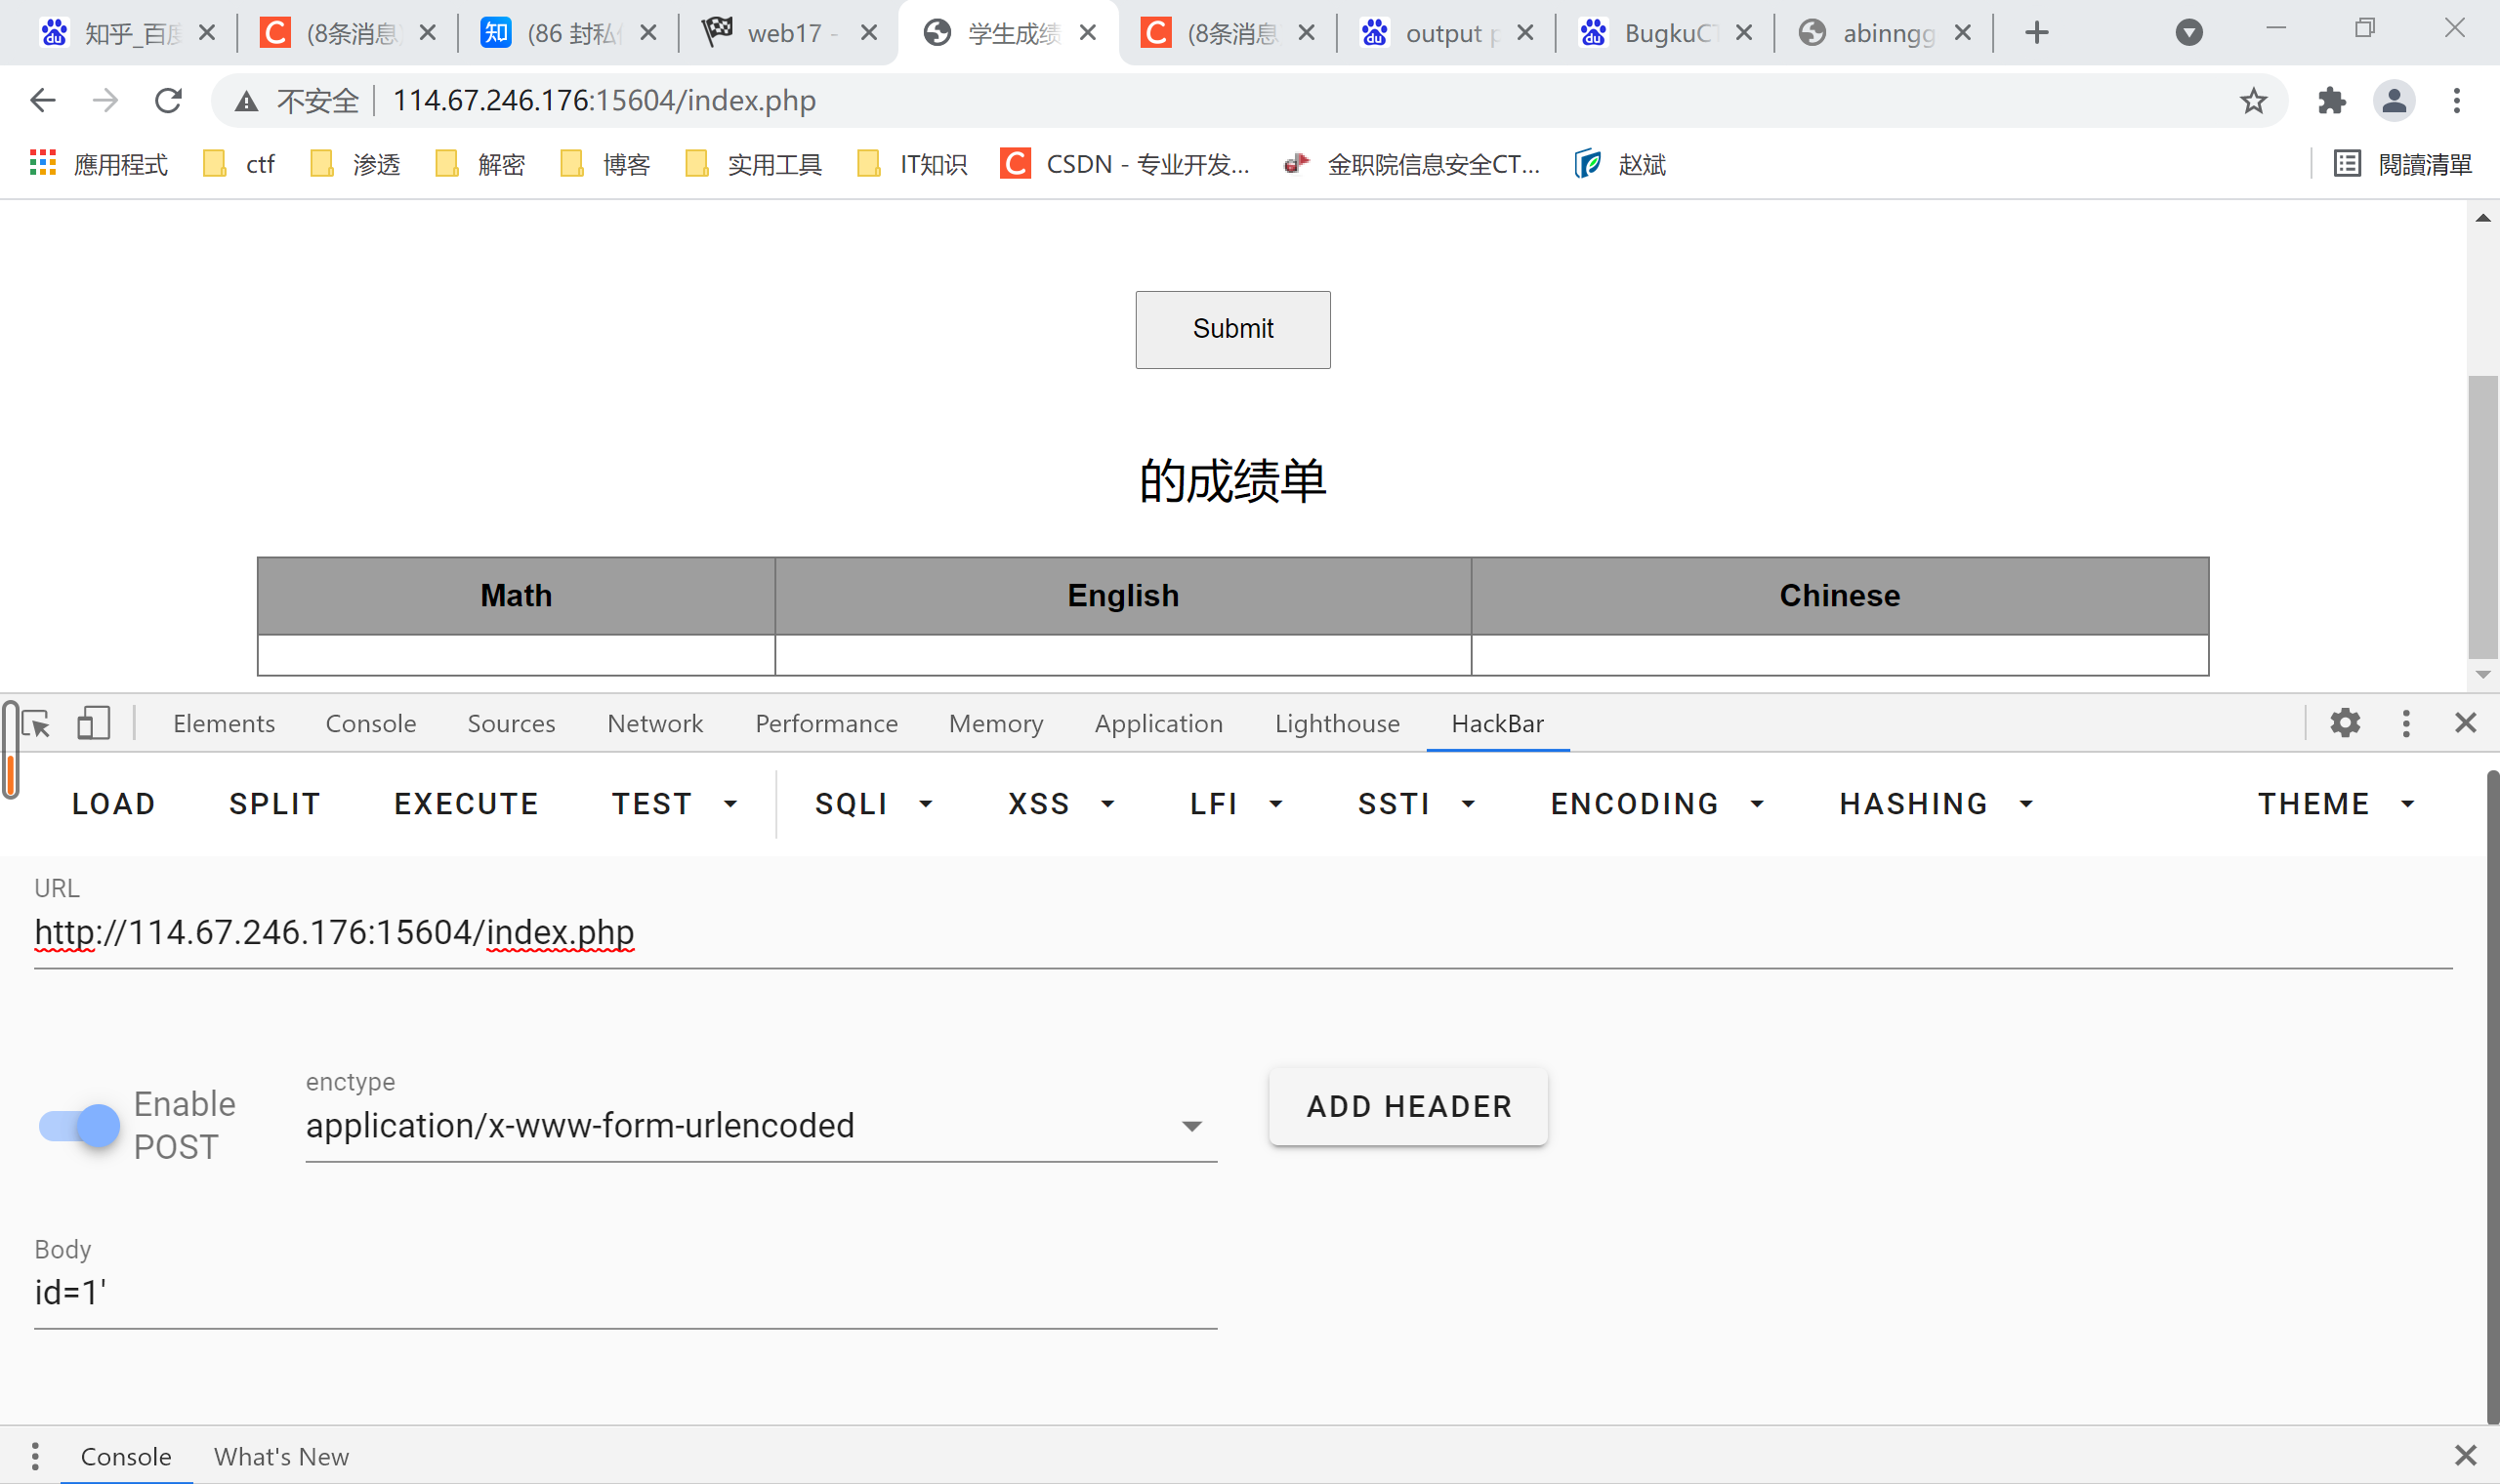 知乎_百度
(8条消息
(86 封私信
web17 -
学生成绩
(8条消息
output p
BugkuCT
abinngg
不安全
114.67.246.176:15604/index.php
應用程式
ctf
渗透
解密
博客
实用工具
IT知识
CSDN - 专业开发...
金职院信息安全CT...
赵斌
閱讀清單
Submit
的成绩单
Math English Chinese
Elements Console Sources Network Performance Memory Application Lighthouse HackBar
LOAD SPLIT EXECUTE TEST SQLI XSS LFI SSTI ENCODING HASHING THEME
URL
http://114.67.246.176:15604/index.php
Enable
POST
enctype
application/x-www-form-urlencoded
ADD HEADER
Body
id=1'
Console What's New